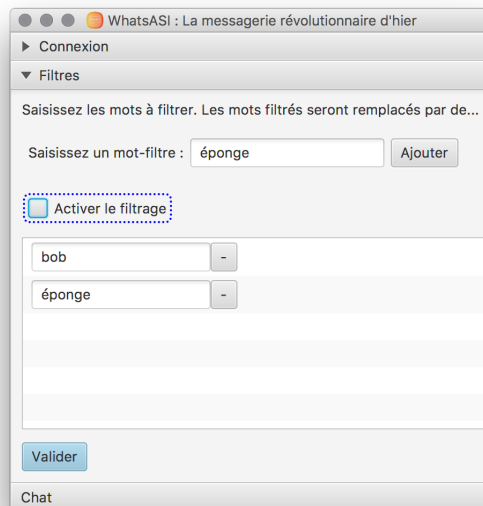 WhatsASI : La messagerie révolutionnaire d'hier
Connexion
Filtres
Saisissez les mots à filtrer. Les mots filtrés seront remplacés par de...
Saisissez un mot-filtre : éponge Ajouter
Activer le filtrage
bob -
éponge -
Valider
Chat